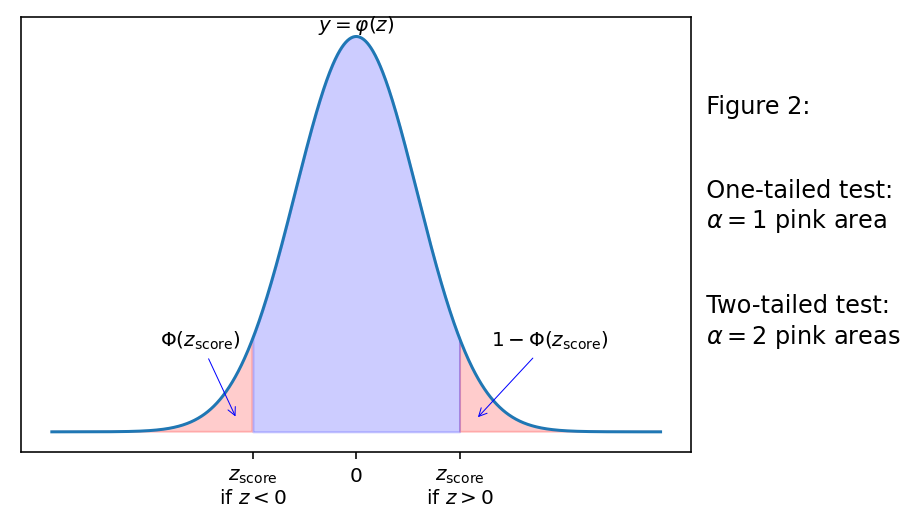 y = φ(z)
Figure 2:
One-tailed test:
α = 1 pink area
Two-tailed test:
α = 2 pink areas
Φ(z_score)
1 − Φ(z_score)
z_score
if z < 0
0
z_score
if z > 0